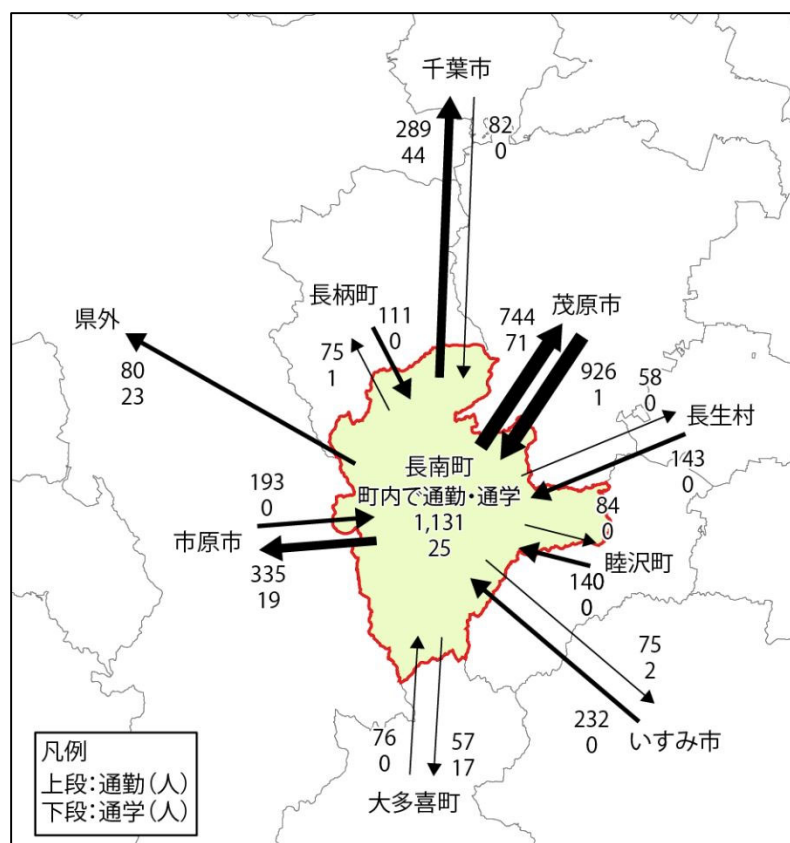 千葉市
289
44
82
0
長柄町
111
0
75
1
茂原市
744
71
926
1
県外
80
23
58
0
長生村
143
0
長南町
町内で通勤・通学
1,131
25
193
0
市原市
335
19
84
0
睦沢町
140
0
75
2
232
0
いすみ市
76
0
57
17
大多喜町
凡例
上段：通勤（人）
下段：通学（人）